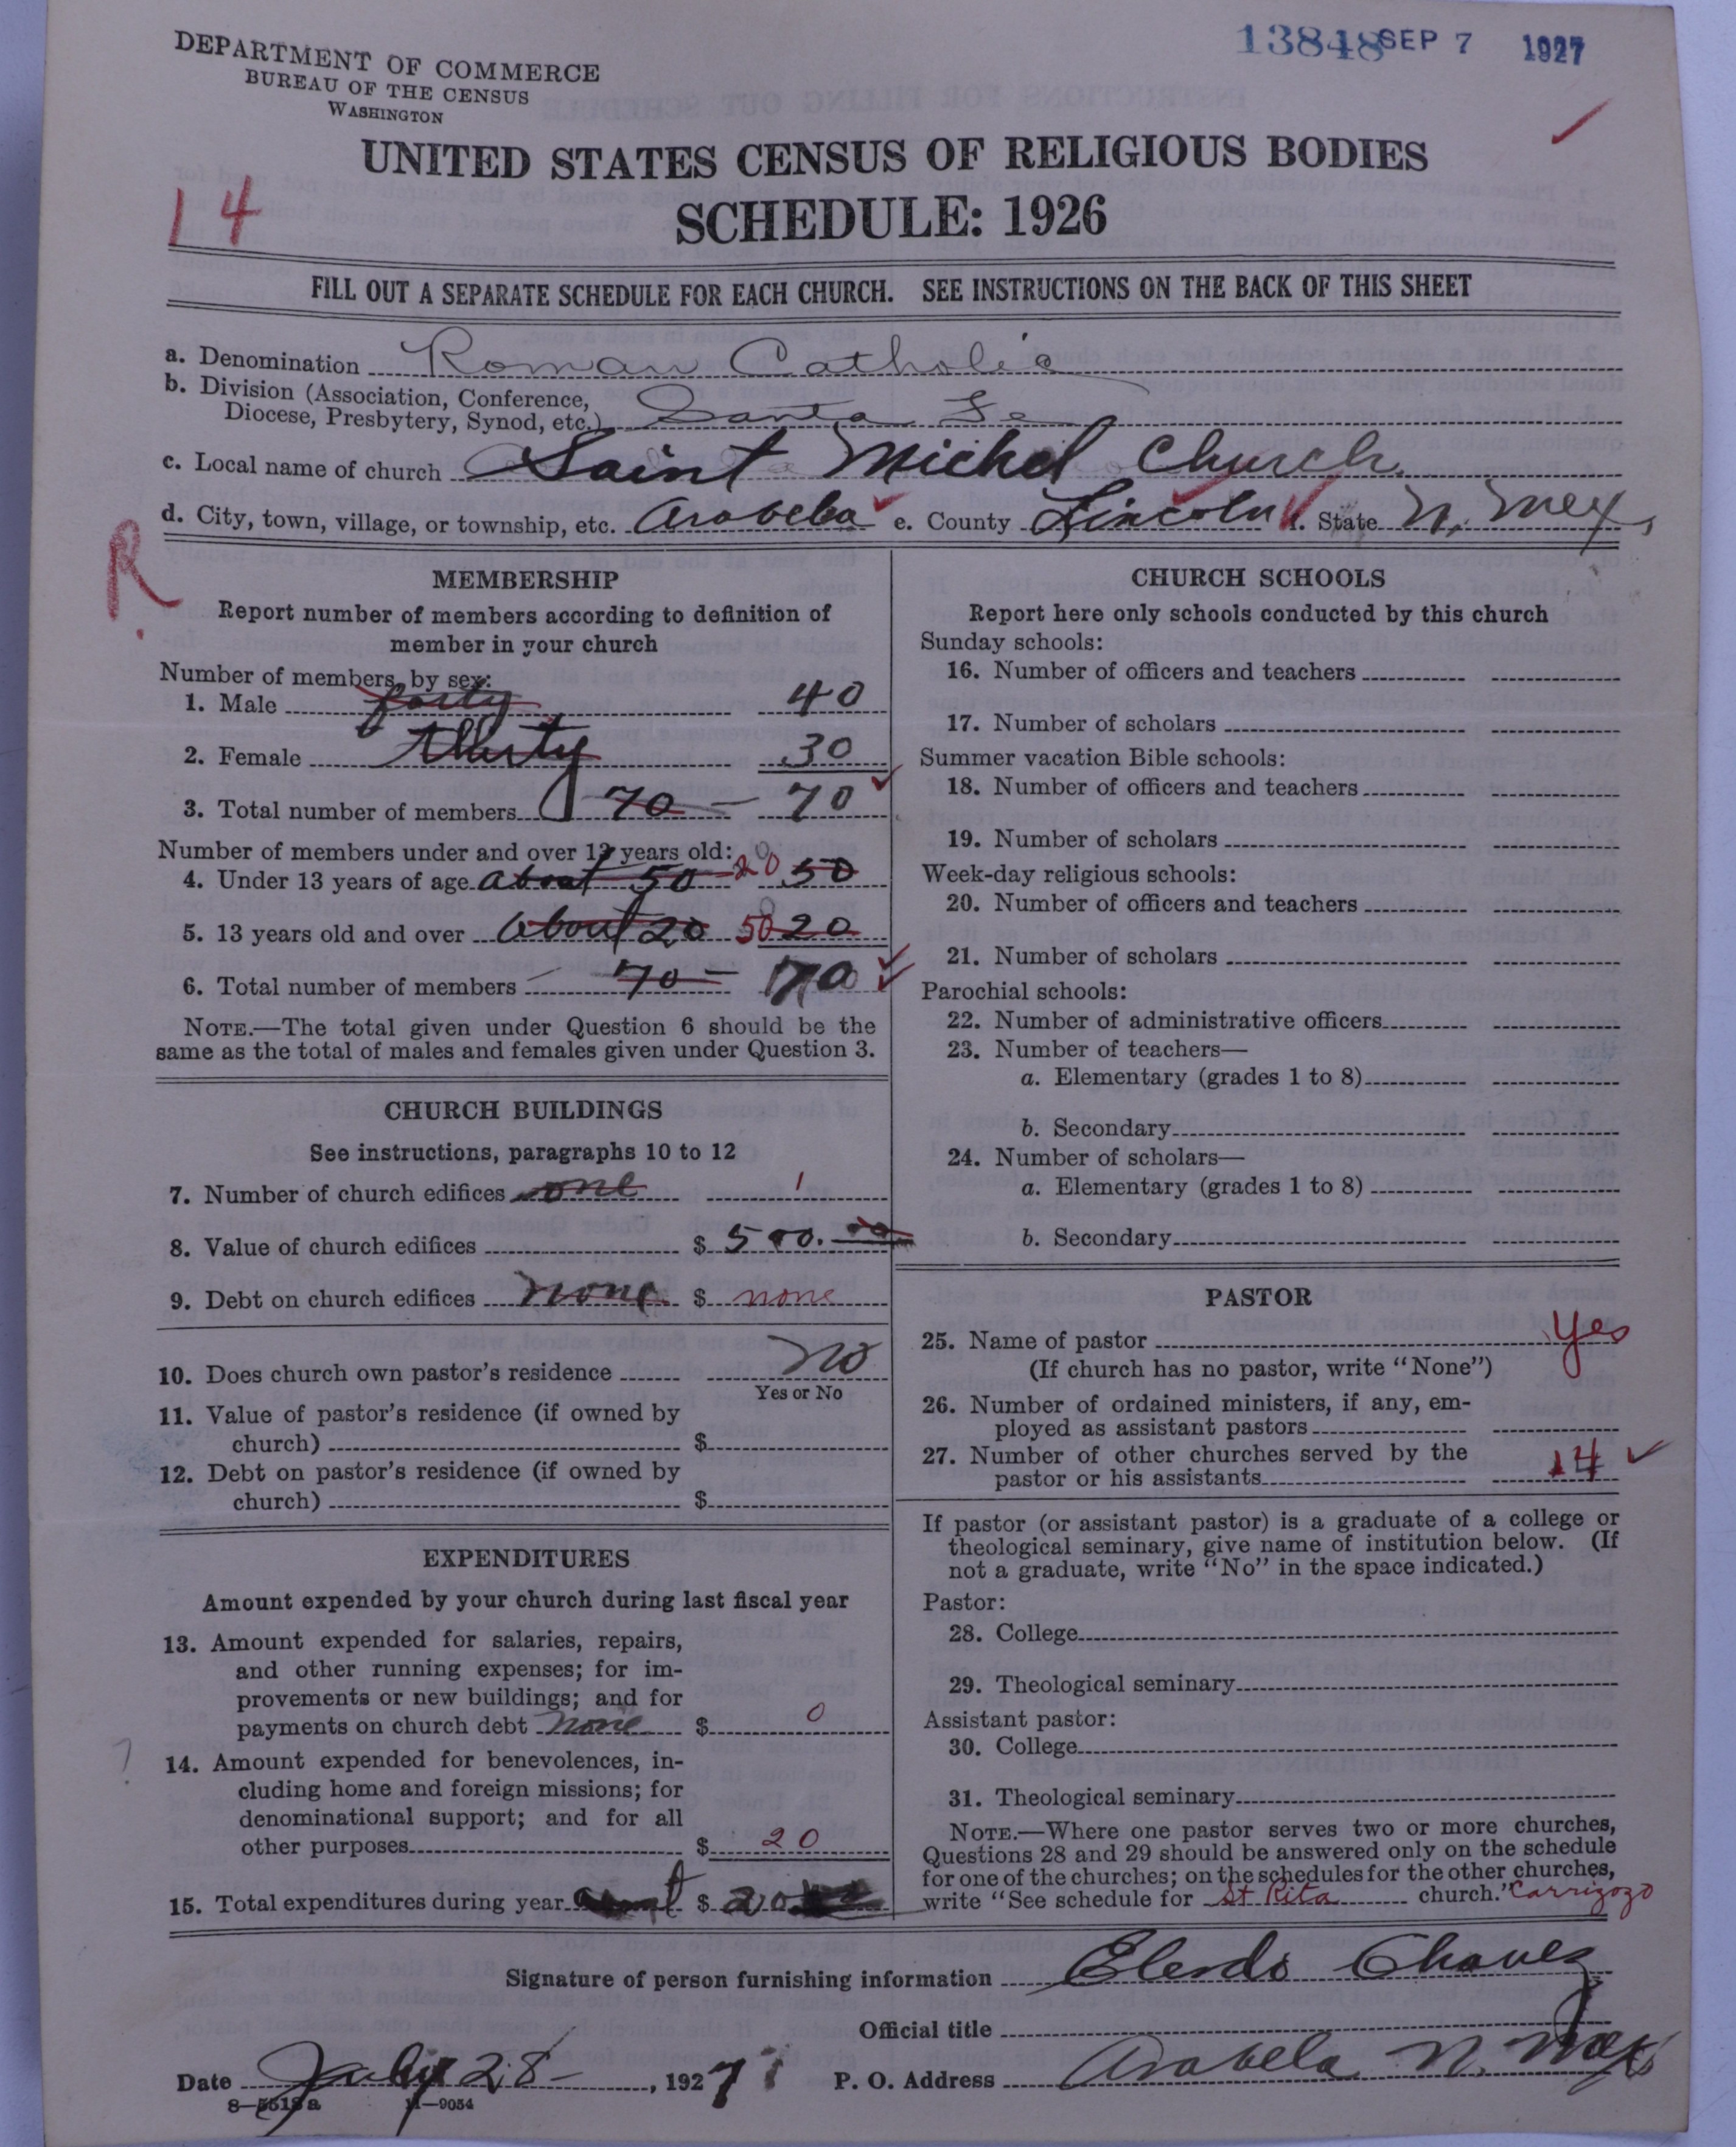 13848 SEP 7 1927
DEPARTMENT OF COMMERCE
BUREAU OF THE CENSUS
WASHINGTON
UNITED STATES CENSUS OF RELIGIOUS BODIES
14
SCHEDULE: 1926
FILL OUT A SEPARATE SCHEDULE FOR EACH CHURCH. SEE INSTRUCTIONS ON THE BACK OF THIS SHEET
a. Denomination Roman Catholic
b. Division (Association, Conference,
Diocese, Presbytery, Synod, etc.) Santa Fe
c. Local name of church Saint Michel Church
d. City, town, village, or township, etc. Arabela e. County Lincoln f. State N. Mex,
R.
MEMBERSHIP
Report number of members according to definition of
member in your church
Number of members, by sex:
1. Male forty 40
2. Female thirty 30
3. Total number of members 70 - 70
Number of members under and over 13 years old:
4. Under 13 years of age about 50 20 50
5. 13 years old and over about 20 50 20
6. Total number of members 70 = 70
NOTE.—The total given under Question 6 should be the
same as the total of males and females given under Question 3.
CHURCH BUILDINGS
See instructions, paragraphs 10 to 12
7. Number of church edifices one 1
8. Value of church edifices $ 500.00
9. Debt on church edifices none $ none
10. Does church own pastor's residence No
Yes or No
11. Value of pastor's residence (if owned by
church) $
12. Debt on pastor's residence (if owned by
church) $
EXPENDITURES
Amount expended by your church during last fiscal year
13. Amount expended for salaries, repairs,
and other running expenses; for im-
provements or new buildings; and for
payments on church debt none $ 0
?
14. Amount expended for benevolences, in-
cluding home and foreign missions; for
denominational support; and for all
other purposes $ 20
15. Total expenditures during year $ 20
CHURCH SCHOOLS
Report here only schools conducted by this church
Sunday schools:
16. Number of officers and teachers
17. Number of scholars
Summer vacation Bible schools:
18. Number of officers and teachers
19. Number of scholars
Week-day religious schools:
20. Number of officers and teachers
21. Number of scholars
Parochial schools:
22. Number of administrative officers
23. Number of teachers—
a. Elementary (grades 1 to 8)
b. Secondary
24. Number of scholars—
a. Elementary (grades 1 to 8)
b. Secondary
PASTOR
25. Name of pastor yes
(If church has no pastor, write "None")
26. Number of ordained ministers, if any, em-
ployed as assistant pastors
27. Number of other churches served by the
pastor or his assistants 14
If pastor (or assistant pastor) is a graduate of a college or
theological seminary, give name of institution below. (If
not a graduate, write "No" in the space indicated.)
Pastor:
28. College
29. Theological seminary
Assistant pastor:
30. College
31. Theological seminary
NOTE.—Where one pastor serves two or more churches,
Questions 28 and 29 should be answered only on the schedule
for one of the churches; on the schedules for the other churches,
write "See schedule for St Rita church." Carrizozo
Signature of person furnishing information Chavez
Official title
Date July 28 , 1927 P. O. Address Arabela N. Mex
8—5518a 11—9054